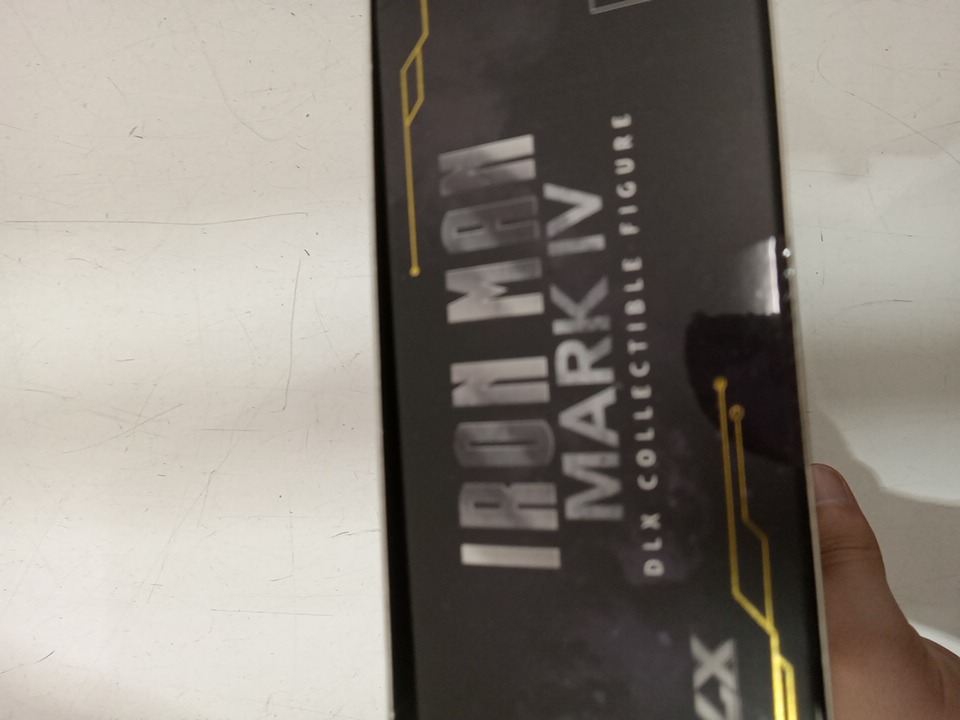 IRON MAN
MARK IV
DLX COLLECTIBLE FIGURE